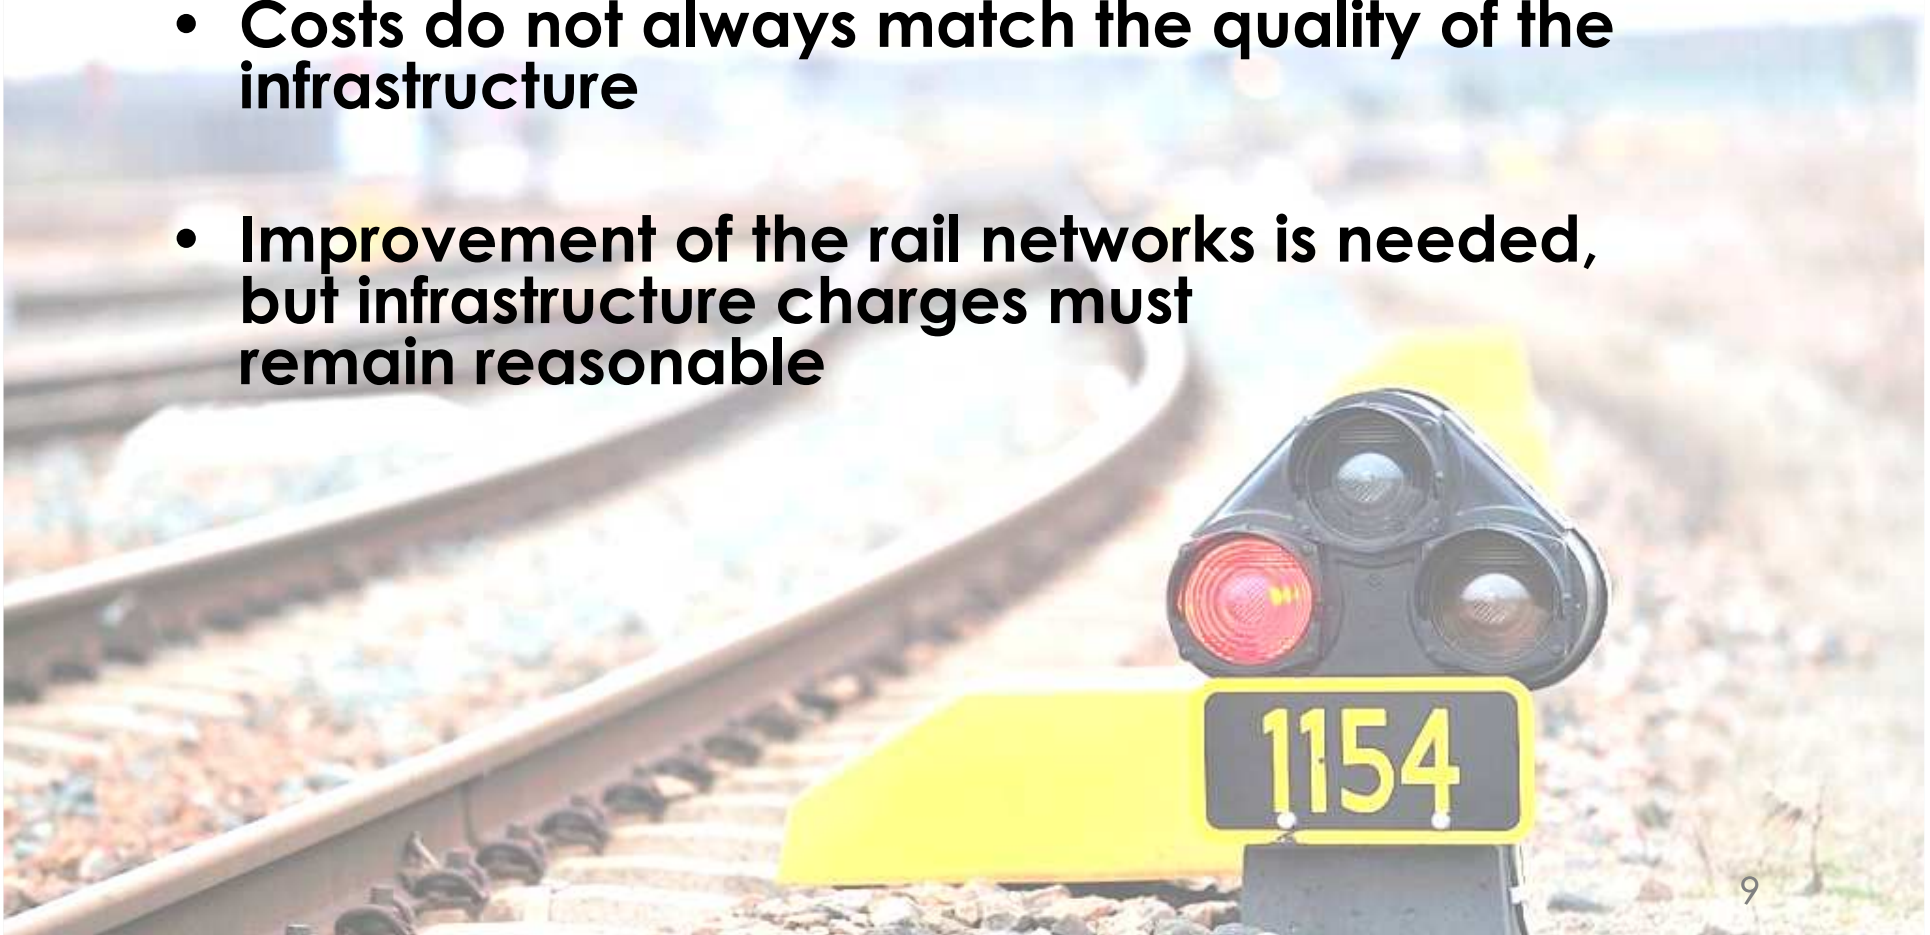 • Costs do not always match the quality of the
infrastructure
• Improvement of the rail networks is needed,
but infrastructure charges must
remain reasonable
1154
9